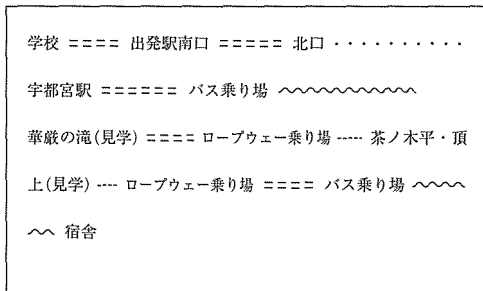 学校 ==== 出発駅南口 ===== 北口 ··········
宇都宮駅 ====== バス乗り場 〜〜〜〜〜〜〜〜〜〜
華厳の滝(見学) ==== ロープウェー乗り場 ----- 茶ノ木平・頂
上(見学) ---- ロープウェー乗り場 ==== バス乗り場 〜〜〜〜
〜〜 宿舎